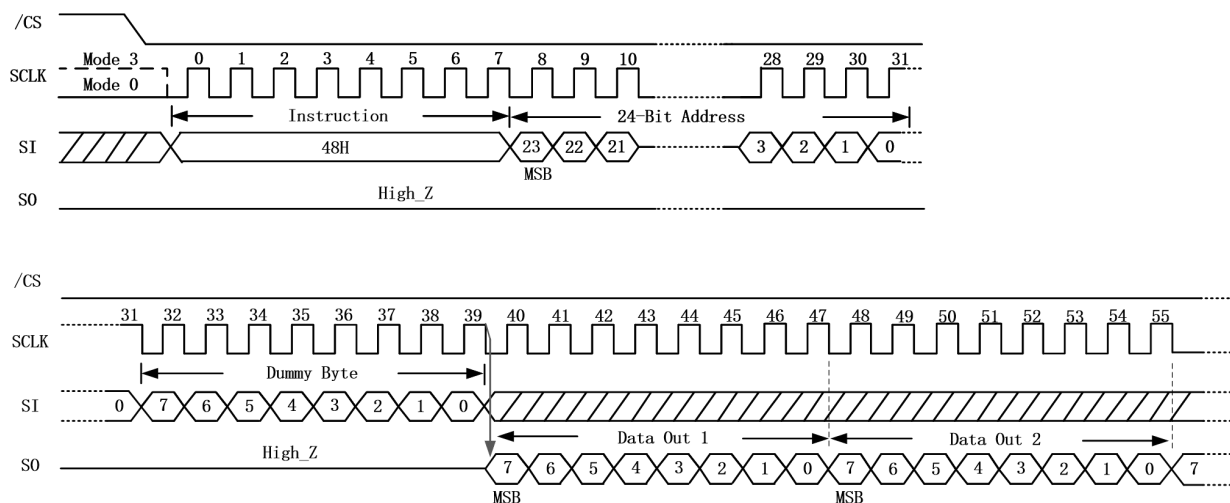 /CS
Mode 3 0 1 2 3 4 5 6 7 8 9 10 28 29 30 31
SCLK
Mode 0
Instruction 24-Bit Address
SI 48H 23 22 21 3 2 1 0
MSB
High_Z
SO
/CS
31 32 33 34 35 36 37 38 39 40 41 42 43 44 45 46 47 48 49 50 51 52 53 54 55
SCLK
Dummy Byte
SI 0 7 6 5 4 3 2 1 0
Data Out 1 Data Out 2
High_Z
SO 7 6 5 4 3 2 1 0 7 6 5 4 3 2 1 0 7
MSB MSB